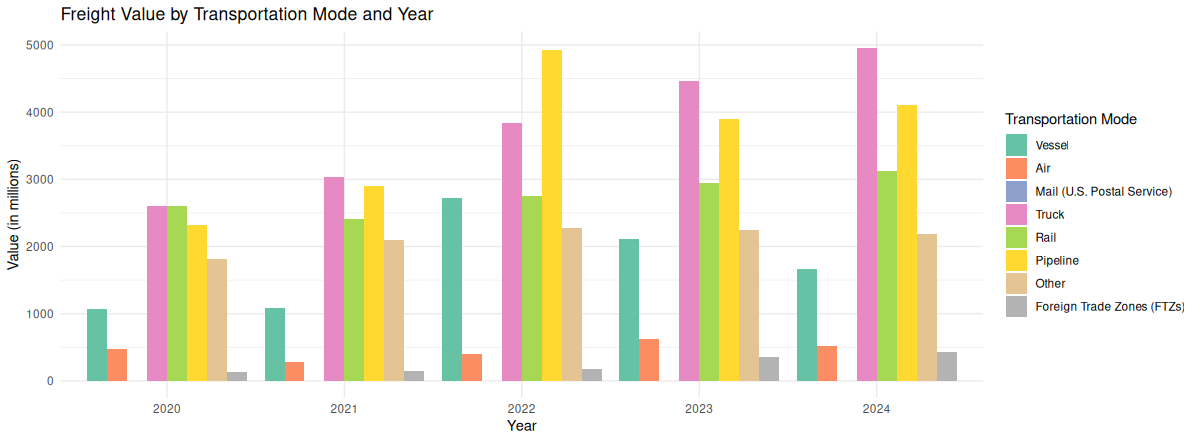 Freight Value by Transportation Mode and Year
Value (in millions)
5000
4000
3000
2000
1000
0
2020
2021
2022
2023
2024
Year
Transportation Mode
Vessel
Air
Mail (U.S. Postal Service)
Truck
Rail
Pipeline
Other
Foreign Trade Zones (FTZs)